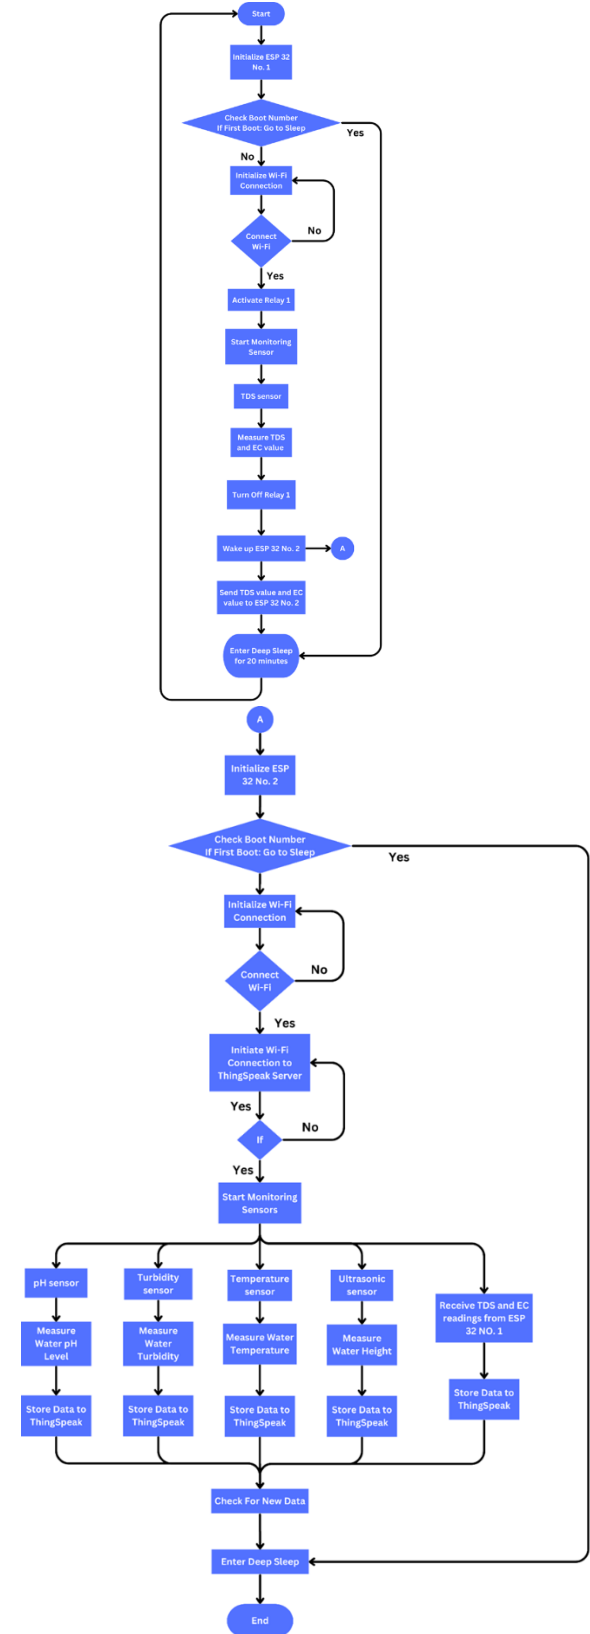 Start
Initialize ESP 32
No. 1
Check Boot Number
If First Boot: Go to Sleep
Yes
No
Initialize Wi-Fi
Connection
Connect
Wi-Fi
No
Yes
Activate Relay 1
Start Monitoring
Sensor
TDS sensor
Measure TDS
and EC value
Turn Off Relay 1
Wake up ESP 32 No. 2
A
Send TDS value and EC
value to ESP 32 No. 2
Enter Deep Sleep
for 20 minutes
A
Initialize ESP
32 No. 2
Check Boot Number
If First Boot: Go to Sleep
Yes
Initialize Wi-Fi
Connection
Connect
Wi-Fi
No
Yes
Initiate Wi-Fi
Connection to
ThingSpeak Server
Yes
If
No
Yes
Start Monitoring
Sensors
pH sensor
Measure
Water pH
Level
Store Data to
ThingSpeak
Turbidity
sensor
Measure
Water
Turbidity
Store Data to
ThingSpeak
Temperature
sensor
Measure Water
Temperature
Store Data to
ThingSpeak
Ultrasonic
sensor
Measure
Water Height
Store Data to
ThingSpeak
Receive TDS and EC
readings from ESP
32 NO. 1
Store Data to
ThingSpeak
Check For New Data
Enter Deep Sleep
End